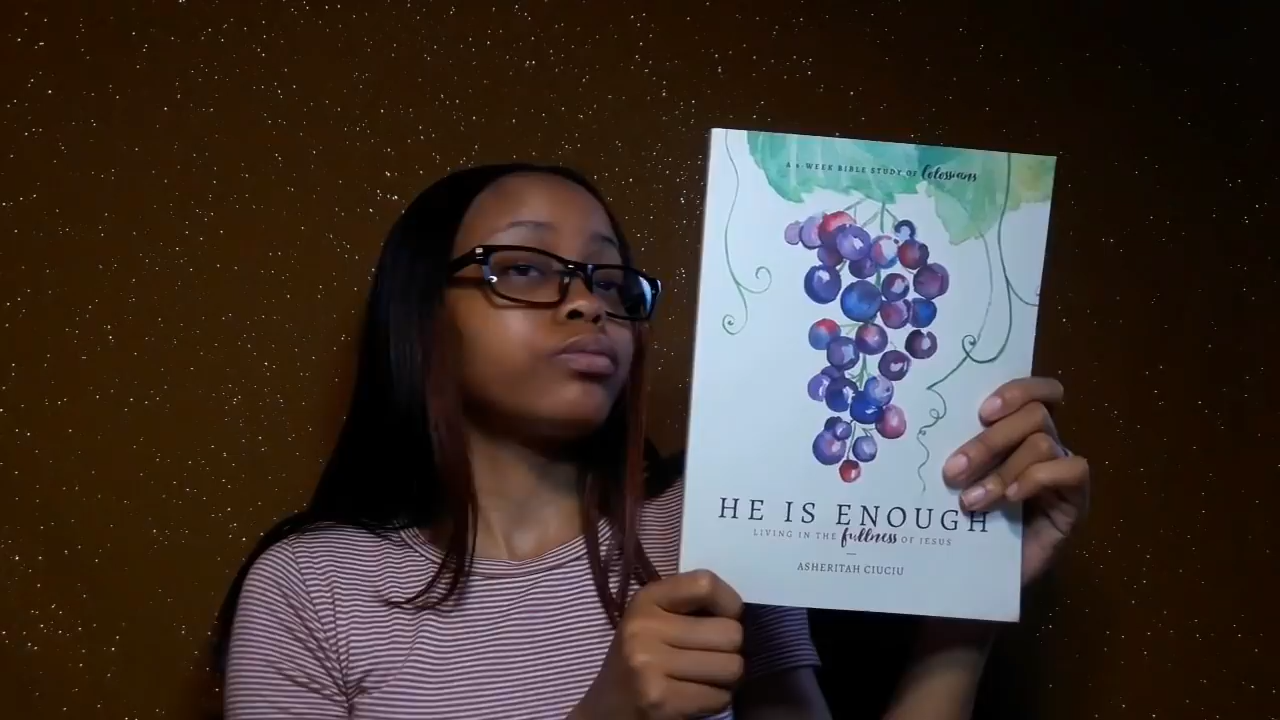 A 6-WEEK BIBLE STUDY OF Colossians
HE IS ENOUGH
LIVING IN THE fullness OF JESUS
ASHERITAH CIUCIU